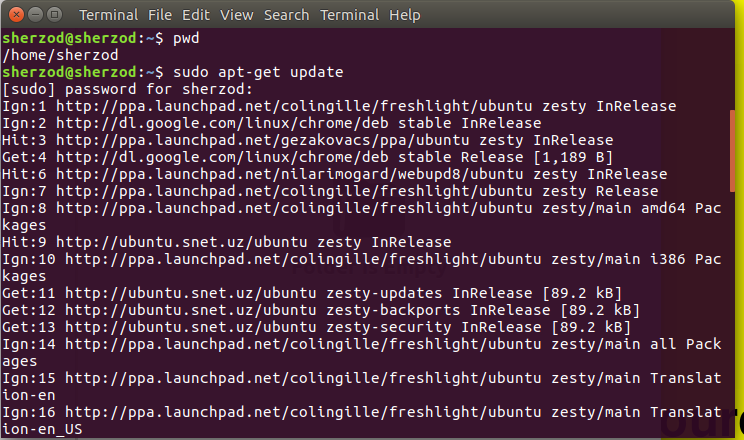 Terminal File Edit View Search Terminal Help
sherzod@sherzod:~$ pwd
/home/sherzod
sherzod@sherzod:~$ sudo apt-get update
[sudo] password for sherzod:
Ign:1 http://ppa.launchpad.net/colingille/freshlight/ubuntu zesty InRelease
Ign:2 http://dl.google.com/linux/chrome/deb stable InRelease
Hit:3 http://ppa.launchpad.net/gezakovacs/ppa/ubuntu zesty InRelease
Get:4 http://dl.google.com/linux/chrome/deb stable Release [1,189 B]
Hit:6 http://ppa.launchpad.net/nilarimogard/webupd8/ubuntu zesty InRelease
Ign:7 http://ppa.launchpad.net/colingille/freshlight/ubuntu zesty Release
Ign:8 http://ppa.launchpad.net/colingille/freshlight/ubuntu zesty/main amd64 Pac
kages
Hit:9 http://ubuntu.snet.uz/ubuntu zesty InRelease
Ign:10 http://ppa.launchpad.net/colingille/freshlight/ubuntu zesty/main i386 Pac
kages
Get:11 http://ubuntu.snet.uz/ubuntu zesty-updates InRelease [89.2 kB]
Get:12 http://ubuntu.snet.uz/ubuntu zesty-backports InRelease [89.2 kB]
Get:13 http://ubuntu.snet.uz/ubuntu zesty-security InRelease [89.2 kB]
Ign:14 http://ppa.launchpad.net/colingille/freshlight/ubuntu zesty/main all Pack
ages
Ign:15 http://ppa.launchpad.net/colingille/freshlight/ubuntu zesty/main Translat
ion-en
Ign:16 http://ppa.launchpad.net/colingille/freshlight/ubuntu zesty/main Translat
ion-en_US